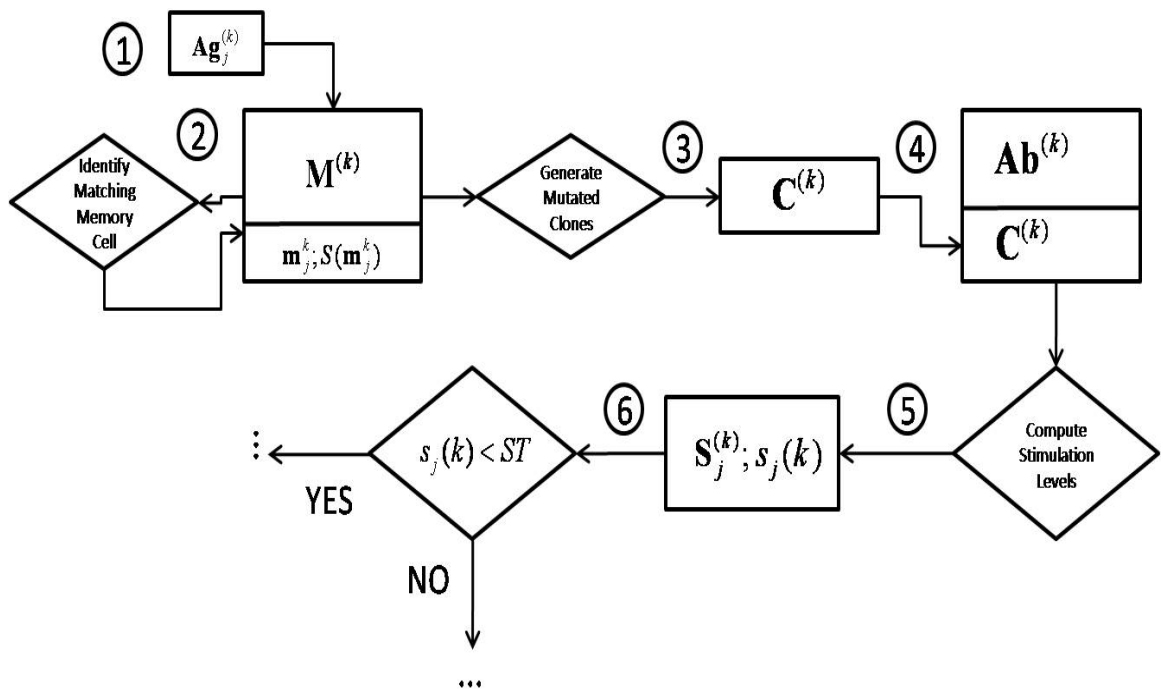 ①
Ag_j^(k)
②
Identify
Matching
Memory
Cell
M^(k)
m_j^k; S(m_j^k)
Generate
Mutated
Clones
③
C^(k)
④
Ab^(k)
C^(k)
Compute
Stimulation
Levels
⑤
S_j^(k); s_j(k)
⑥
s_j(k) < ST
YES
...
NO
...